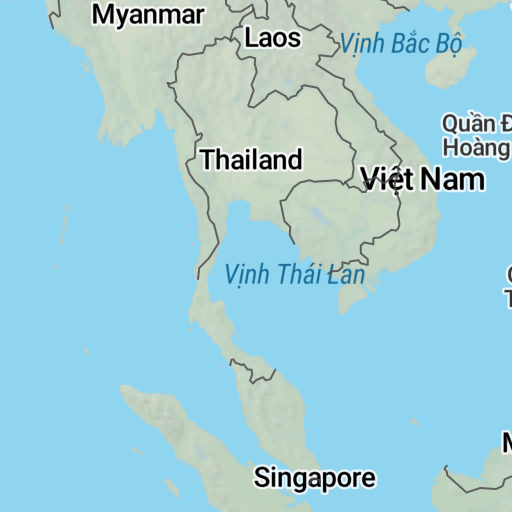 Myanmar
Laos
Vịnh Bắc Bộ
Quần
Hoàng
Thailand
Việt Nam
Vịnh Thái Lan
Singapore